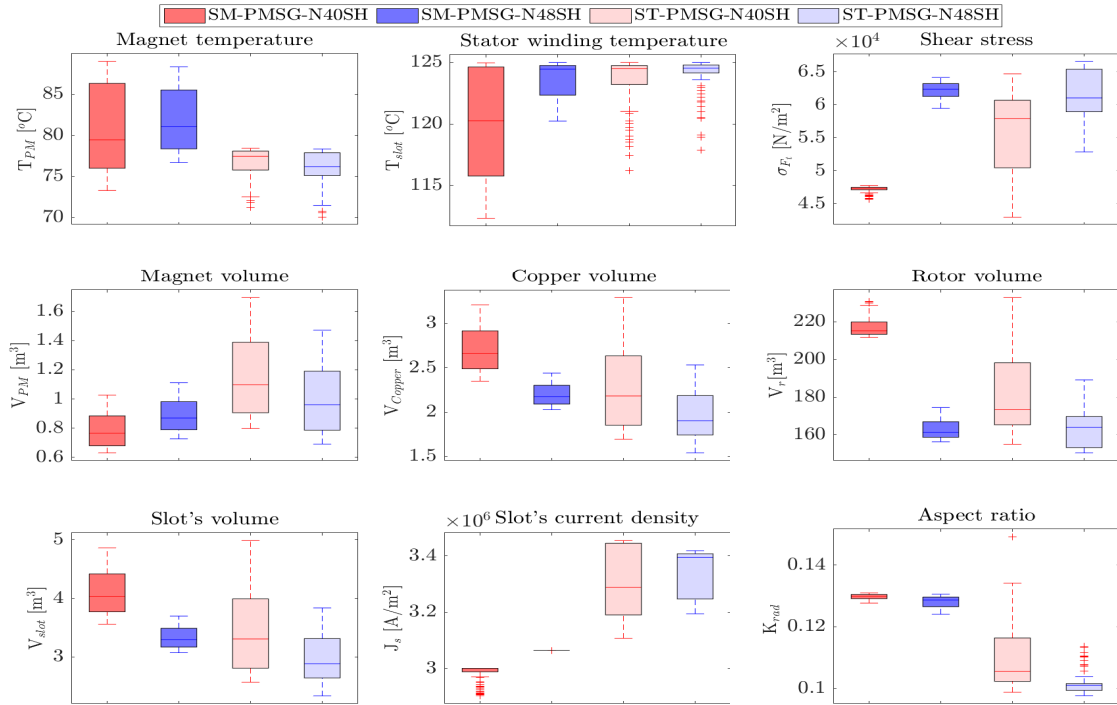 SM-PMSG-N40SH SM-PMSG-N48SH ST-PMSG-N40SH ST-PMSG-N48SH
Magnet temperature
T_PM [°C]
85
80
75
70
Stator winding temperature
T_slot [°C]
125
120
115
Shear stress
×10^4
σ_{F_t} [N/m²]
6.5
6
5.5
5
4.5
Magnet volume
V_PM [m³]
1.6
1.4
1.2
1
0.8
0.6
Copper volume
V_Copper [m³]
3
2.5
2
1.5
Rotor volume
V_r[m³]
220
200
180
160
Slot's volume
V_slot [m³]
5
4
3
Slot's current density
×10^6
J_s [A/m²]
3.4
3.2
3
Aspect ratio
K_rad
0.14
0.12
0.1